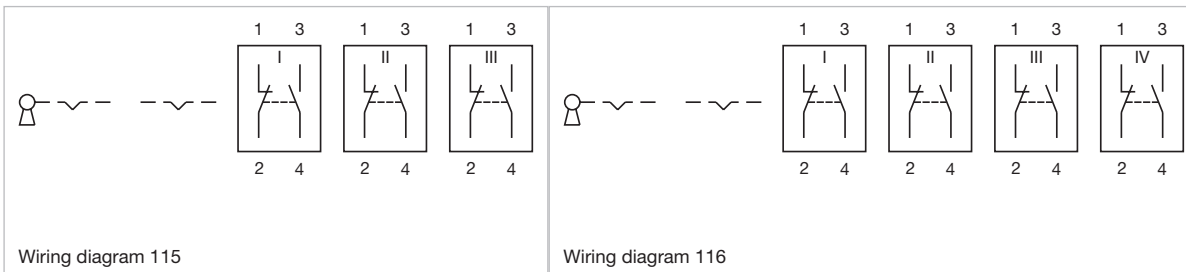 1 3 1 3 1 3
I II III
2 4 2 4 2 4
Wiring diagram 115
1 3 1 3 1 3 1 3
I II III IV
2 4 2 4 2 4 2 4
Wiring diagram 116